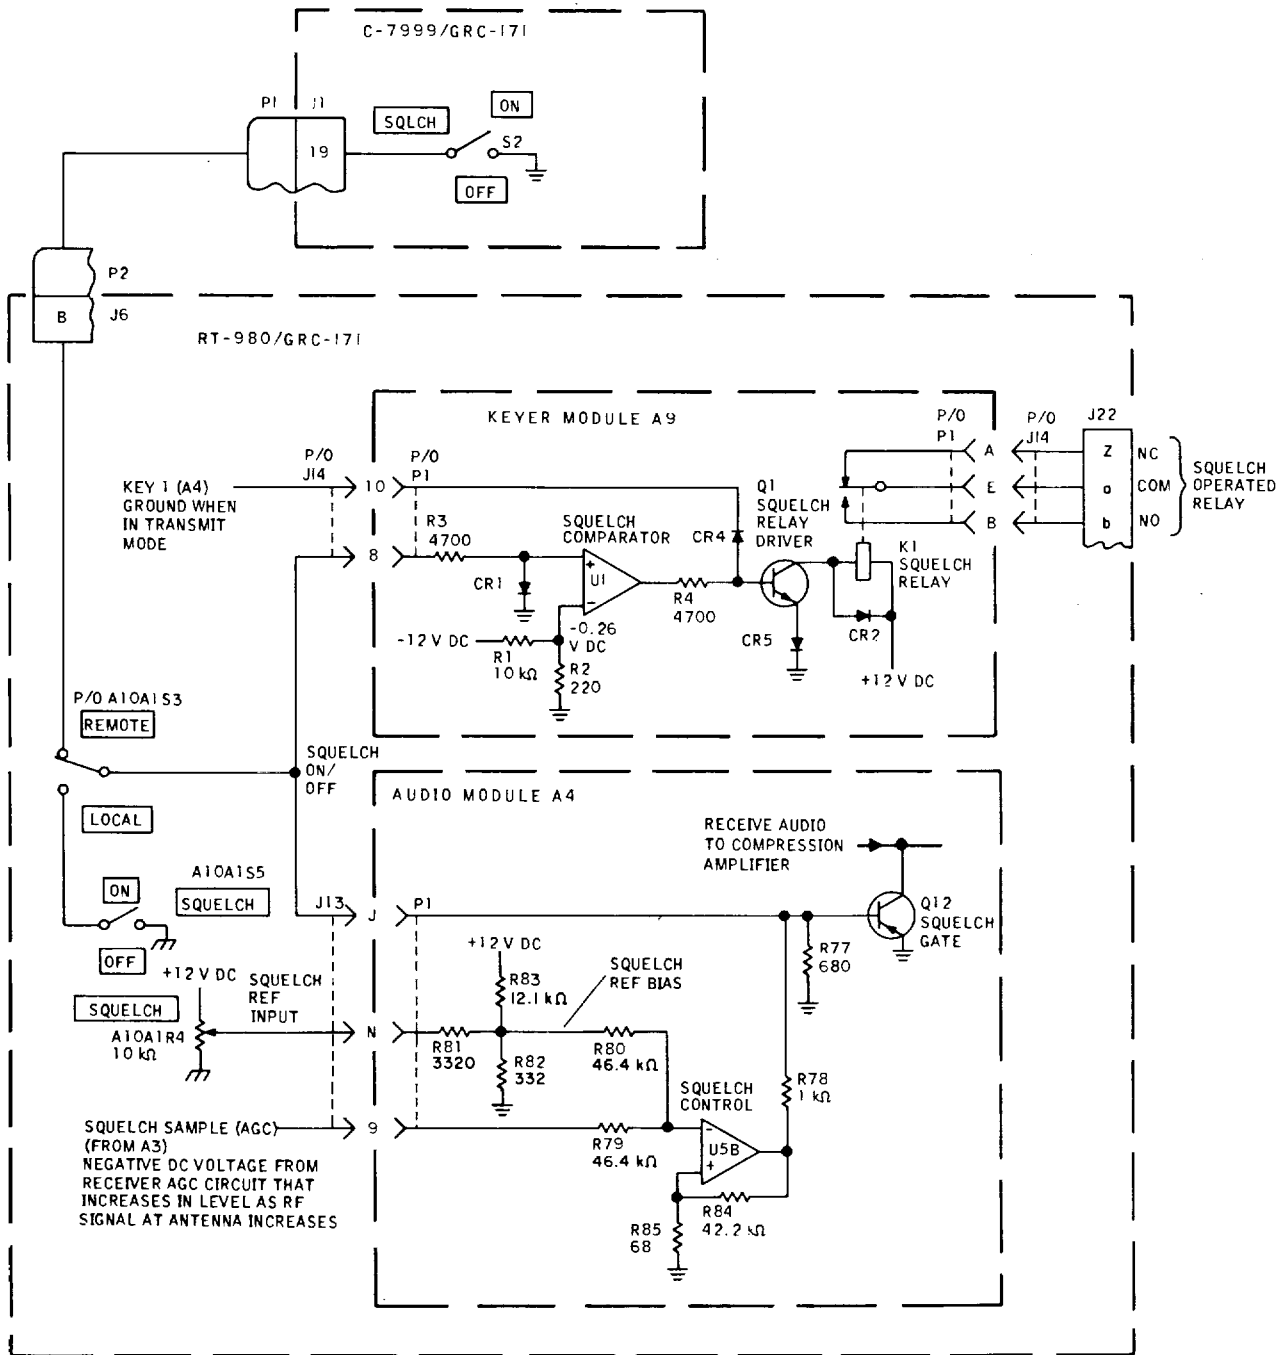 C-7999/GRC-171
P1
J1
19
SQLCH
ON
S2
OFF
P2
B
J6
RT-980/GRC-171
KEYER MODULE A9
KEY 1 (A4)
GROUND WHEN
IN TRANSMIT
MODE
P/O
J14
P/O
P1
10
8
R3
4700
CR1
SQUELCH
COMPARATOR
+
U1
-
-12 V DC
R1
10 kΩ
-0.26
V DC
R2
220
R4
4700
CR4
Q1
SQUELCH
RELAY
DRIVER
CR5
CR2
K1
SQUELCH
RELAY
+12 V DC
P/O
P1
P/O
J14
J22
A
E
B
Z
a
b
NC
COM
NO
SQUELCH
OPERATED
RELAY
P/O A10A1S3
REMOTE
LOCAL
SQUELCH
ON/
OFF
A10A1S5
SQUELCH
ON
OFF
+12 V DC
SQUELCH
A10A1R4
10 kΩ
SQUELCH
REF
INPUT
AUDIO MODULE A4
J13
P1
J
N
9
RECEIVE AUDIO
TO COMPRESSION
AMPLIFIER
Q12
SQUELCH
GATE
R77
680
+12 V DC
R83
12.1 kΩ
SQUELCH
REF BIAS
R81
3320
R82
332
R80
46.4 kΩ
R79
46.4 kΩ
SQUELCH
CONTROL
-
U5B
+
R78
1 kΩ
R84
42.2 kΩ
R85
68
SQUELCH SAMPLE (AGC)
(FROM A3)
NEGATIVE DC VOLTAGE FROM
RECEIVER AGC CIRCUIT THAT
INCREASES IN LEVEL AS RF
SIGNAL AT ANTENNA INCREASES